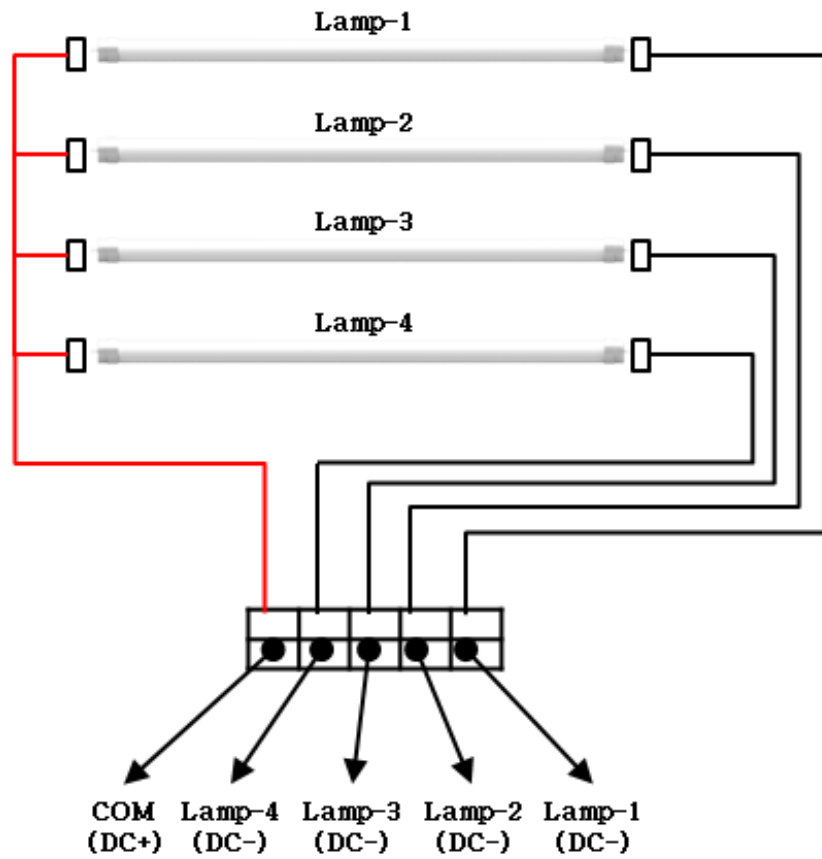 Lamp-1
Lamp-2
Lamp-3
Lamp-4
COM Lamp-4 Lamp-3 Lamp-2 Lamp-1
(DC+) (DC-) (DC-) (DC-) (DC-)